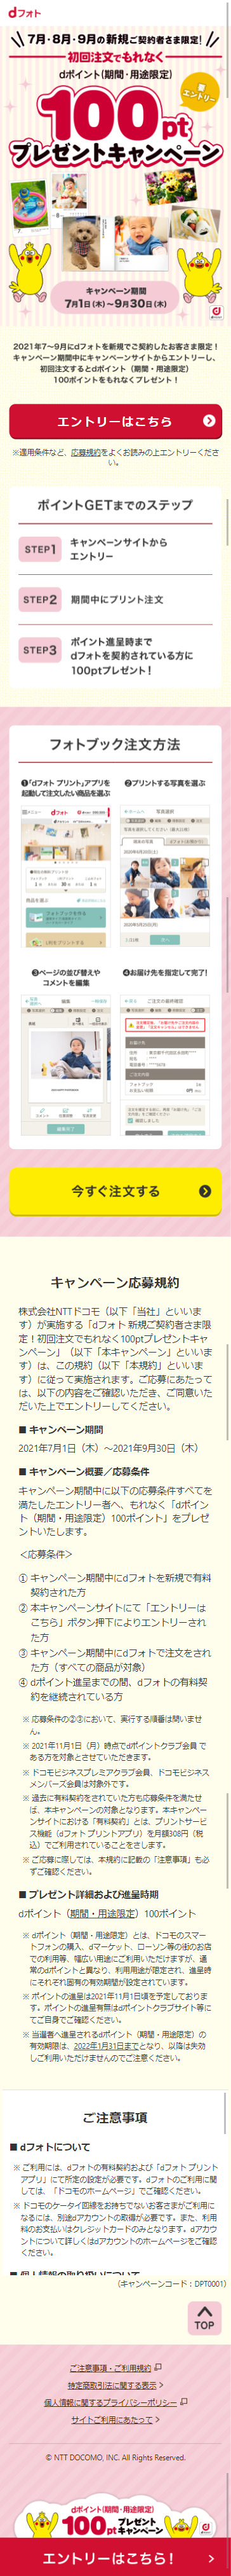 dフォト
7月・8月・9月の新規ご契約者さま限定！
初回注文でもれなく
dポイント(期間・用途限定)
100pt
要エントリー
プレゼントキャンペーン
キャンペーン期間
7月1日(木)〜9月30日(木)
2021年7〜9月にdフォトを新規でご契約したお客さま限定！
キャンペーン期間中にキャンペーンサイトからエントリーし、
初回注文するとdポイント（期間・用途限定）
100ポイントをもれなくプレゼント！
エントリーはこちら
※適用条件など、応募規約をよくお読みの上エントリーくださ
い。
ポイントGETまでのステップ
STEP1 キャンペーンサイトから
エントリー
STEP2 期間中にプリント注文
STEP3 ポイント進呈時まで
dフォトを契約されている方に
100ptプレゼント！
フォトブック注文方法
❶「dフォト プリント」アプリを
起動して注文したい商品を選ぶ
❷プリントする写真を選ぶ
❸ページの並び替えや
コメントを編集
❹お届け先を指定して完了！
今すぐ注文する
キャンペーン応募規約
株式会社NTTドコモ（以下「当社」といいま
す）が実施する「dフォト 新規ご契約者さま限
定！初回注文でもれなく100ptプレゼントキャ
ンペーン」（以下「本キャンペーン」といいま
す）は、この規約（以下「本規約」といいま
す）に従って実施されます。ご応募にあたって
は、以下の内容をご確認いただき、ご同意いた
だいた上でエントリーしてください。
■ キャンペーン期間
2021年7月1日（木）〜2021年9月30日（木）
■ キャンペーン概要／応募条件
キャンペーン期間中に以下の応募条件すべてを
満たしたエントリー者へ、もれなく「dポイン
ト（期間・用途限定）100ポイント」をプレゼ
ントいたします。
＜応募条件＞
① キャンペーン期間中にdフォトを新規で有料
契約された方
② 本キャンペーンサイトにて「エントリーは
こちら」ボタン押下によりエントリーされ
た方
③ キャンペーン期間中にdフォトで注文をされ
た方（すべての商品が対象）
④ dポイント進呈までの間、dフォトの有料契
約を継続されている方
※ 応募条件の②③において、実行する順番は問いませ
ん。
※ 2021年11月1日（月）時点でdポイントクラブ会員で
ある方を対象とさせていただきます。
※ ドコモビジネスプレミアクラブ会員、ドコモビジネス
メンバーズ会員は対象外です。
※ 過去に有料契約をされていた方も応募条件を満たせ
ば、本キャンペーンの対象となります。本キャンペー
ンサイトにおける「有料契約」とは、プリントサービ
ス機能（dフォト プリントアプリ）を月額308円（税
込）でご利用されていることをさします。
※ ご応募に際しては、本規約に記載の「注意事項」も必
ずご確認ください。
■ プレゼント詳細および進呈時期
dポイント（期間・用途限定）100ポイント
※ dポイント（期間・用途限定）とは、ドコモのスマー
トフォンの購入、dマーケット、ローソン等の街のお店
での利用等、幅広い用途にご利用いただけますが、通
常のdポイントと異なり、利用用途が限定され、進呈時
にそれぞれ固有の有効期間が設定されています。
※ ポイントの進呈は2021年11月1日頃を予定しておりま
す。ポイントの進呈有無はdポイントクラブサイト等に
てご自身でご確認ください。
※ 当選者へ進呈されるdポイント（期間・用途限定）の
有効期限は、2022年1月31日までとなり、以降は失効
しご利用いただけませんのでご注意ください。
ご注意事項
■ dフォトについて
※ ご利用には、dフォトの有料契約および「dフォト プリント
アプリ」にて所定の設定が必要です。dフォトのご利用に関
しては、「ドコモのホームページ」でご確認ください。
※ ドコモのケータイ回線をお持ちでないお客さまがご利用に
なるには、別途dアカウントの取得が必要です。また、利用
料のお支払いはクレジットカードのみとなります。dアカウ
ントについて詳しくはdアカウントのホームページをご確認
ください。
■ 個人情報の取り扱いについて
（キャンペーンコード：DPT0001）
TOP
ご注意事項・ご利用規約
特定商取引法に関する表示
個人情報に関するプライバシーポリシー
サイトご利用にあたって
© NTT DOCOMO, INC. All Rights Reserved.
dポイント(期間・用途限定)
100pt プレゼント
キャンペーン
エントリーはこちら！